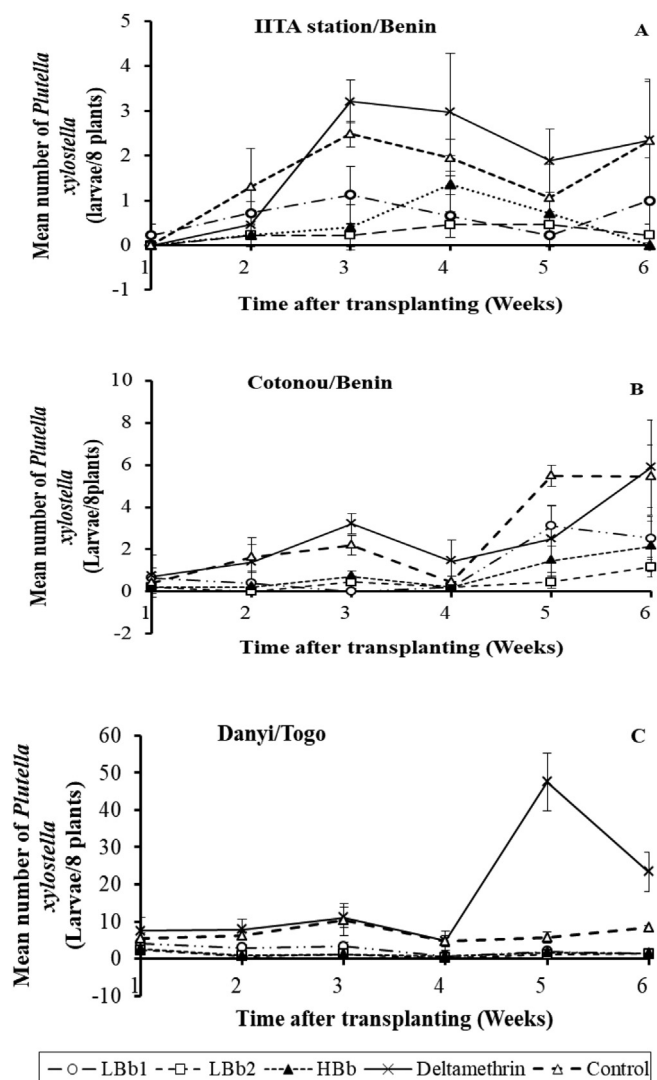 IITA station/Benin
A
Mean number of Plutella
xylostella
(larvae/8 plants)
5
4
3
2
1
0
-1
1 2 3 4 5 6
Time after transplanting (Weeks)
Cotonou/Benin
B
Mean number of Plutella
xylostella
(Larvae/8plants)
10
8
6
4
2
0
-2
1 2 3 4 5 6
Time after transplanting (Weeks)
Danyi/Togo
C
Mean number of Plutella
xylostella
(Larvae/8 plants)
60
50
40
30
20
10
0
-10
1 2 3 4 5 6
Time after transplanting (Weeks)
LBb1 LBb2 HBb Deltamethrin Control